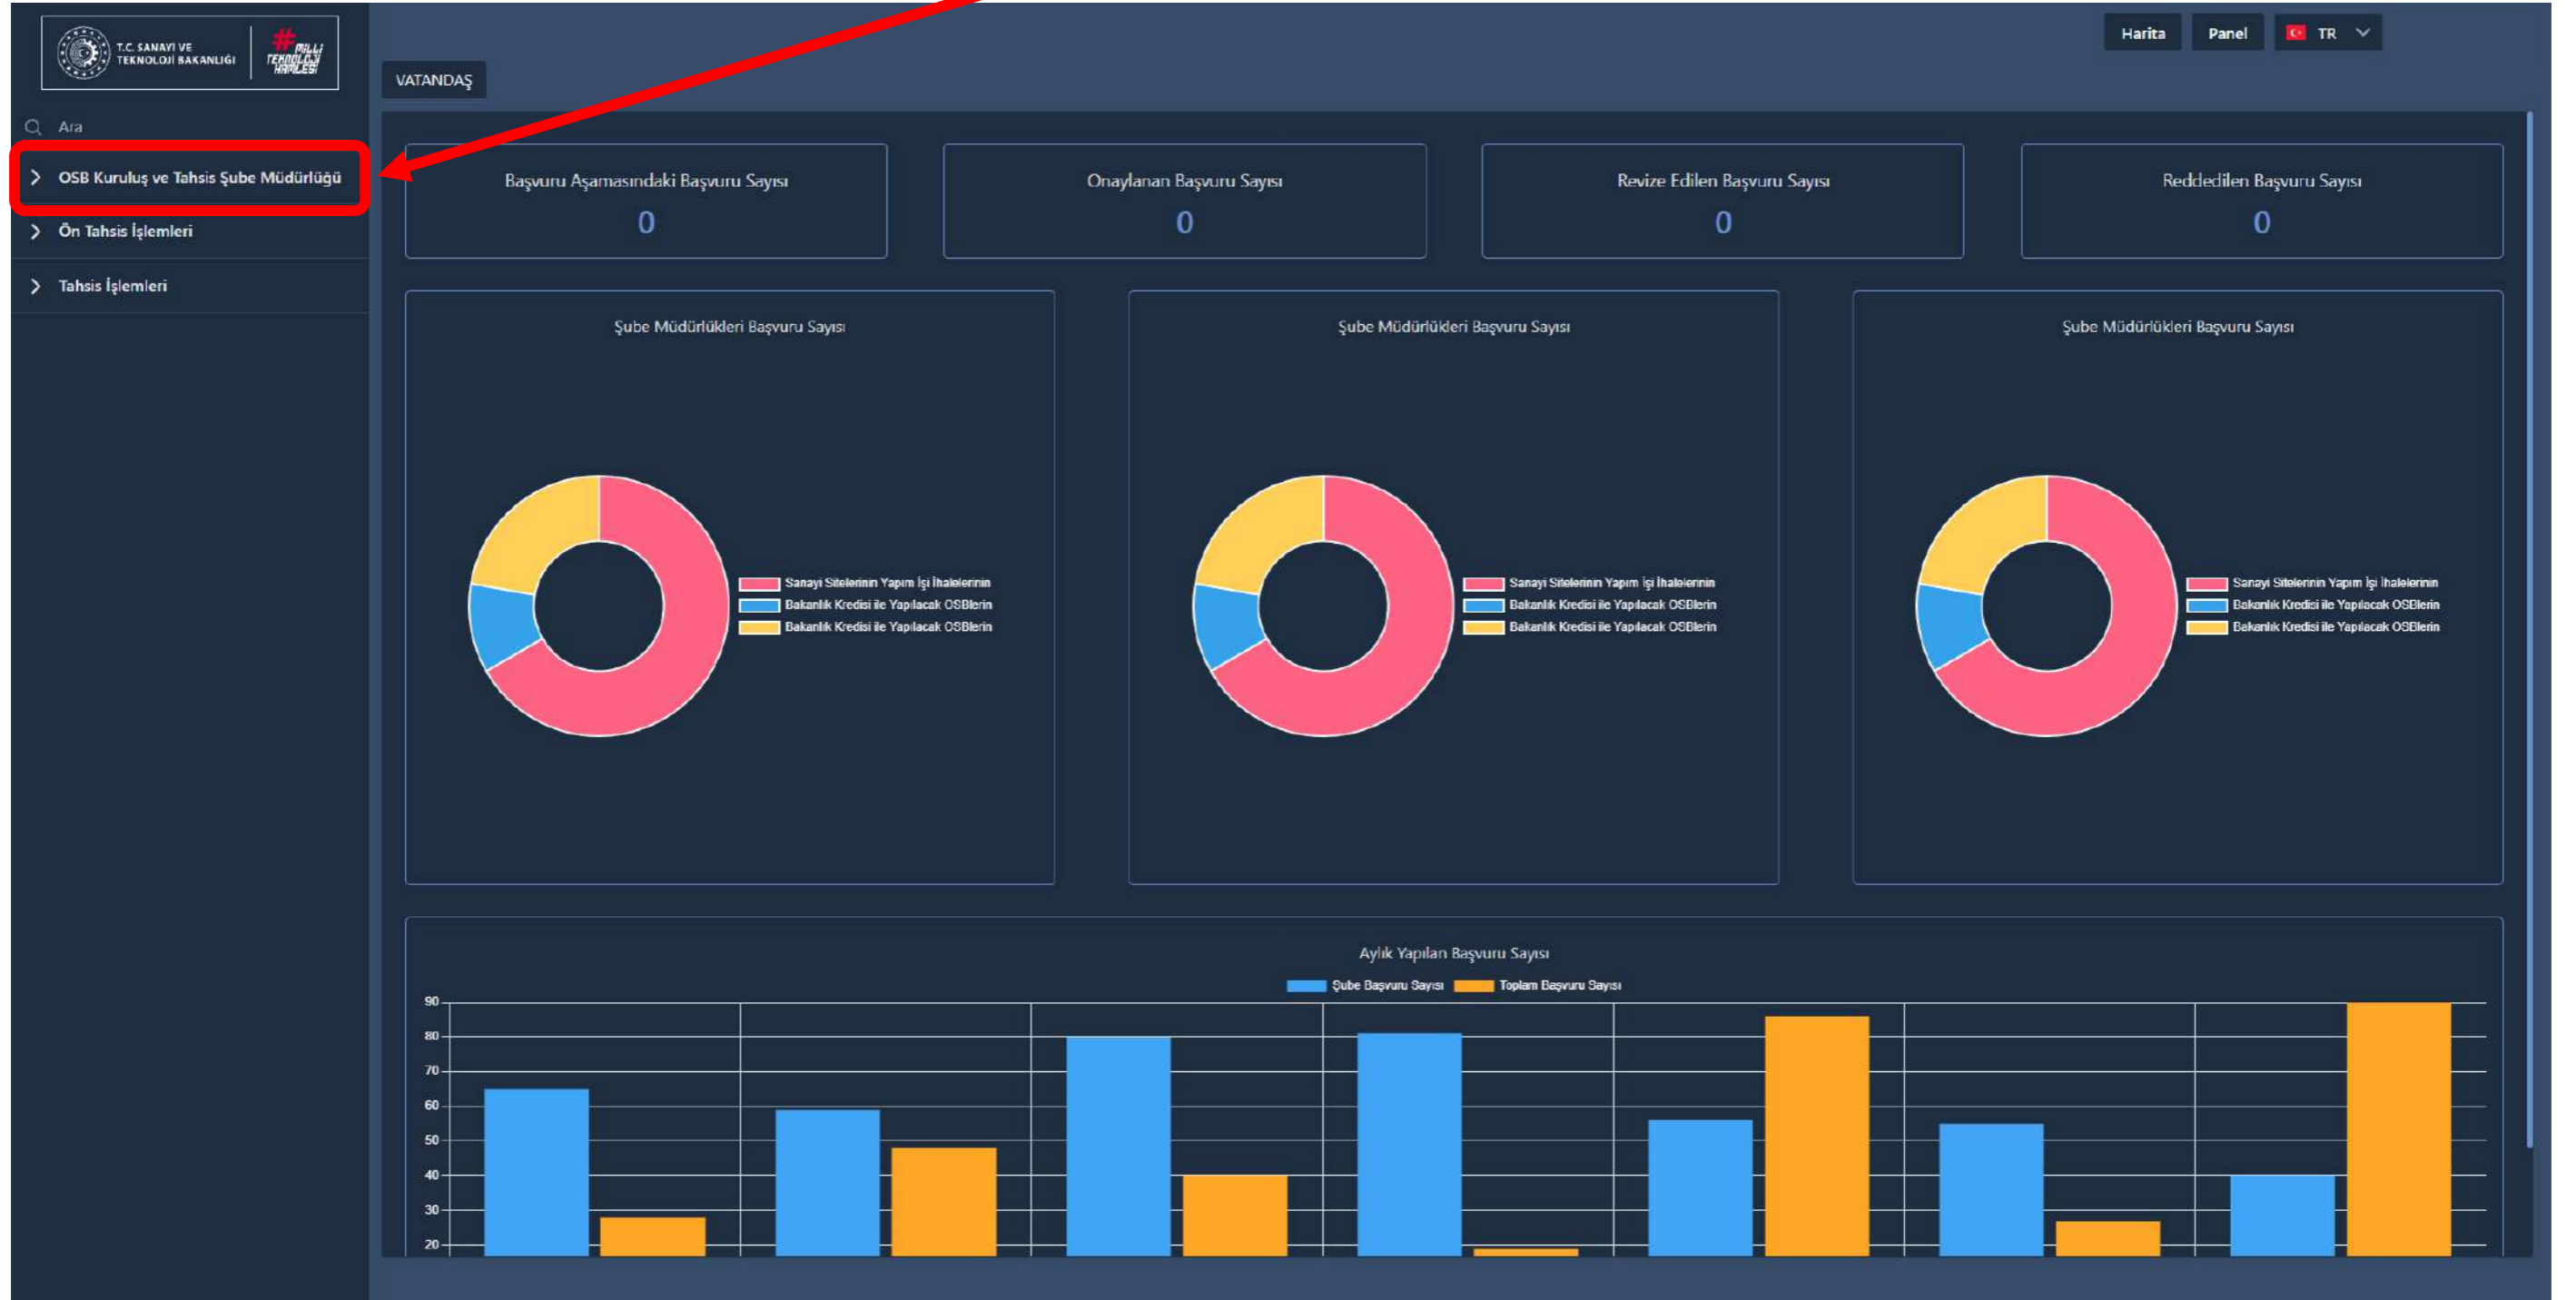 T.C. SANAYİ VE
TEKNOLOJİ BAKANLIĞI
#MİLLİ
TEKNOLOJİ
HAMLESİ
Harita
Panel
TR
VATANDAŞ
Ara
OSB Kuruluş ve Tahsis Şube Müdürlüğü
Ön Tahsis İşlemleri
Tahsis İşlemleri
Başvuru Aşamasındaki Başvuru Sayısı
0
Onaylanan Başvuru Sayısı
0
Revize Edilen Başvuru Sayısı
0
Reddedilen Başvuru Sayısı
0
Şube Müdürlükleri Başvuru Sayısı
Sanayi Sitelerinin Yapım İşi İhalelerinin
Bakanlık Kredisi ile Yapılacak OSBlerin
Bakanlık Kredisi ile Yapılacak OSBlerin
Şube Müdürlükleri Başvuru Sayısı
Sanayi Sitelerinin Yapım İşi İhalelerinin
Bakanlık Kredisi ile Yapılacak OSBlerin
Bakanlık Kredisi ile Yapılacak OSBlerin
Şube Müdürlükleri Başvuru Sayısı
Sanayi Sitelerinin Yapım İşi İhalelerinin
Bakanlık Kredisi ile Yapılacak OSBlerin
Bakanlık Kredisi ile Yapılacak OSBlerin
Aylık Yapılan Başvuru Sayısı
Şube Başvuru Sayısı
Toplam Başvuru Sayısı
90
80
70
60
50
40
30
20